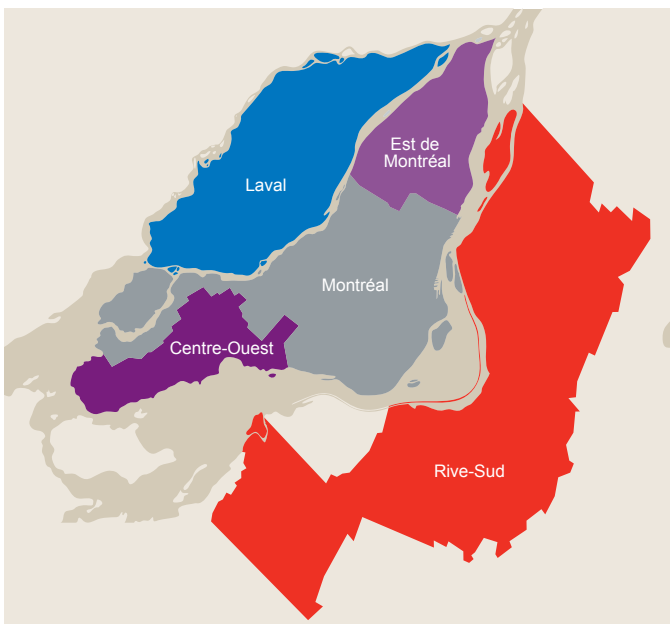 Est de
Montréal
Laval
Montréal
Centre-Ouest
Rive-Sud